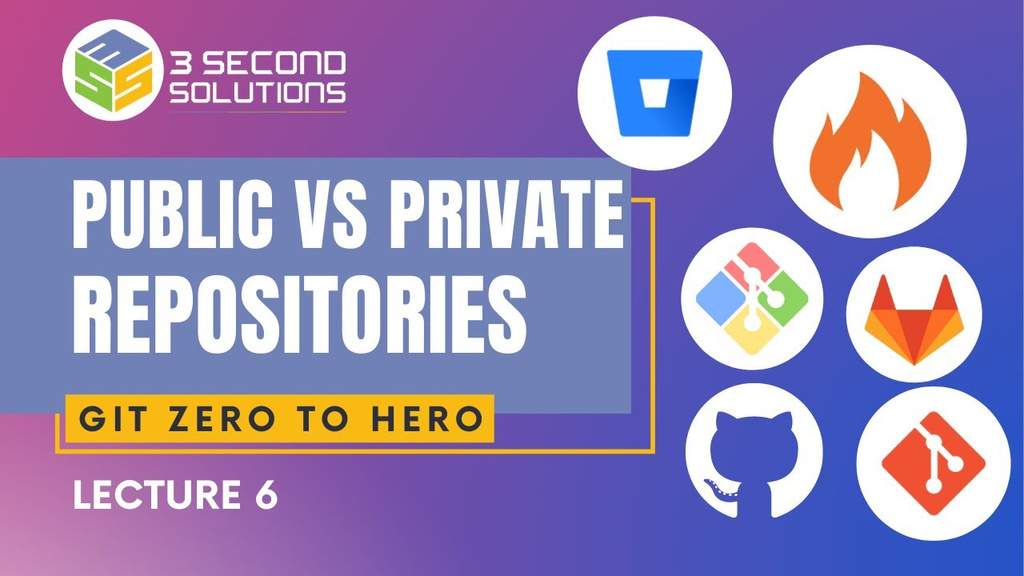 3 SECOND
SOLUTIONS
PUBLIC VS PRIVATE
REPOSITORIES
GIT ZERO TO HERO
LECTURE 6